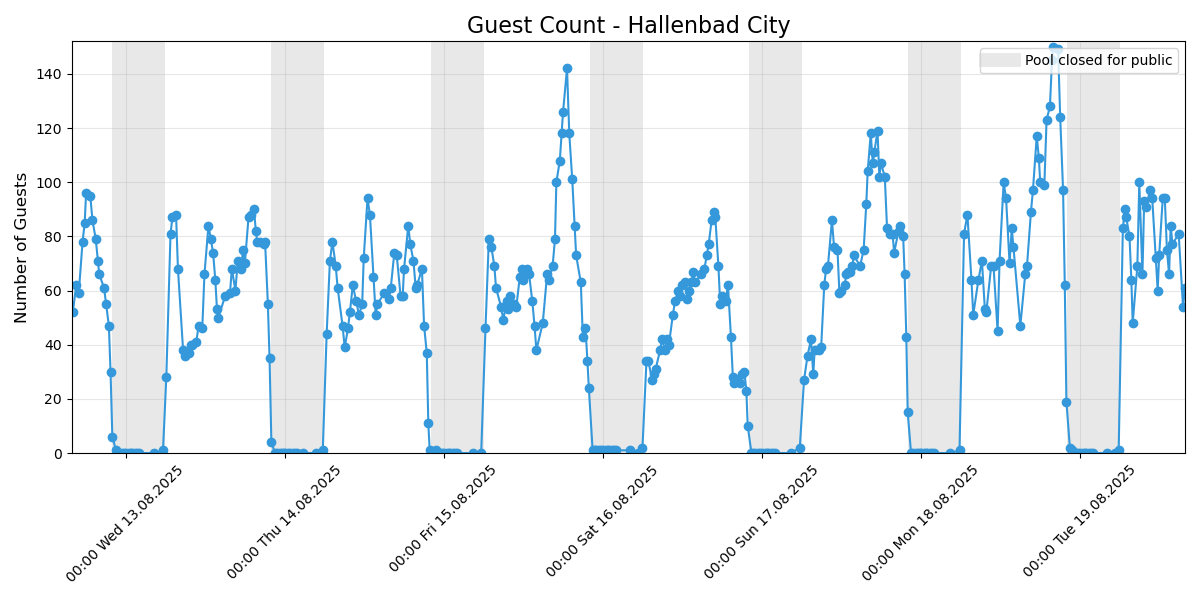 Guest Count - Hallenbad City
Pool closed for public
Number of Guests
140
120
100
80
60
40
20
0
00:00 Wed 13.08.2025
00:00 Thu 14.08.2025
00:00 Fri 15.08.2025
00:00 Sat 16.08.2025
00:00 Sun 17.08.2025
00:00 Mon 18.08.2025
00:00 Tue 19.08.2025